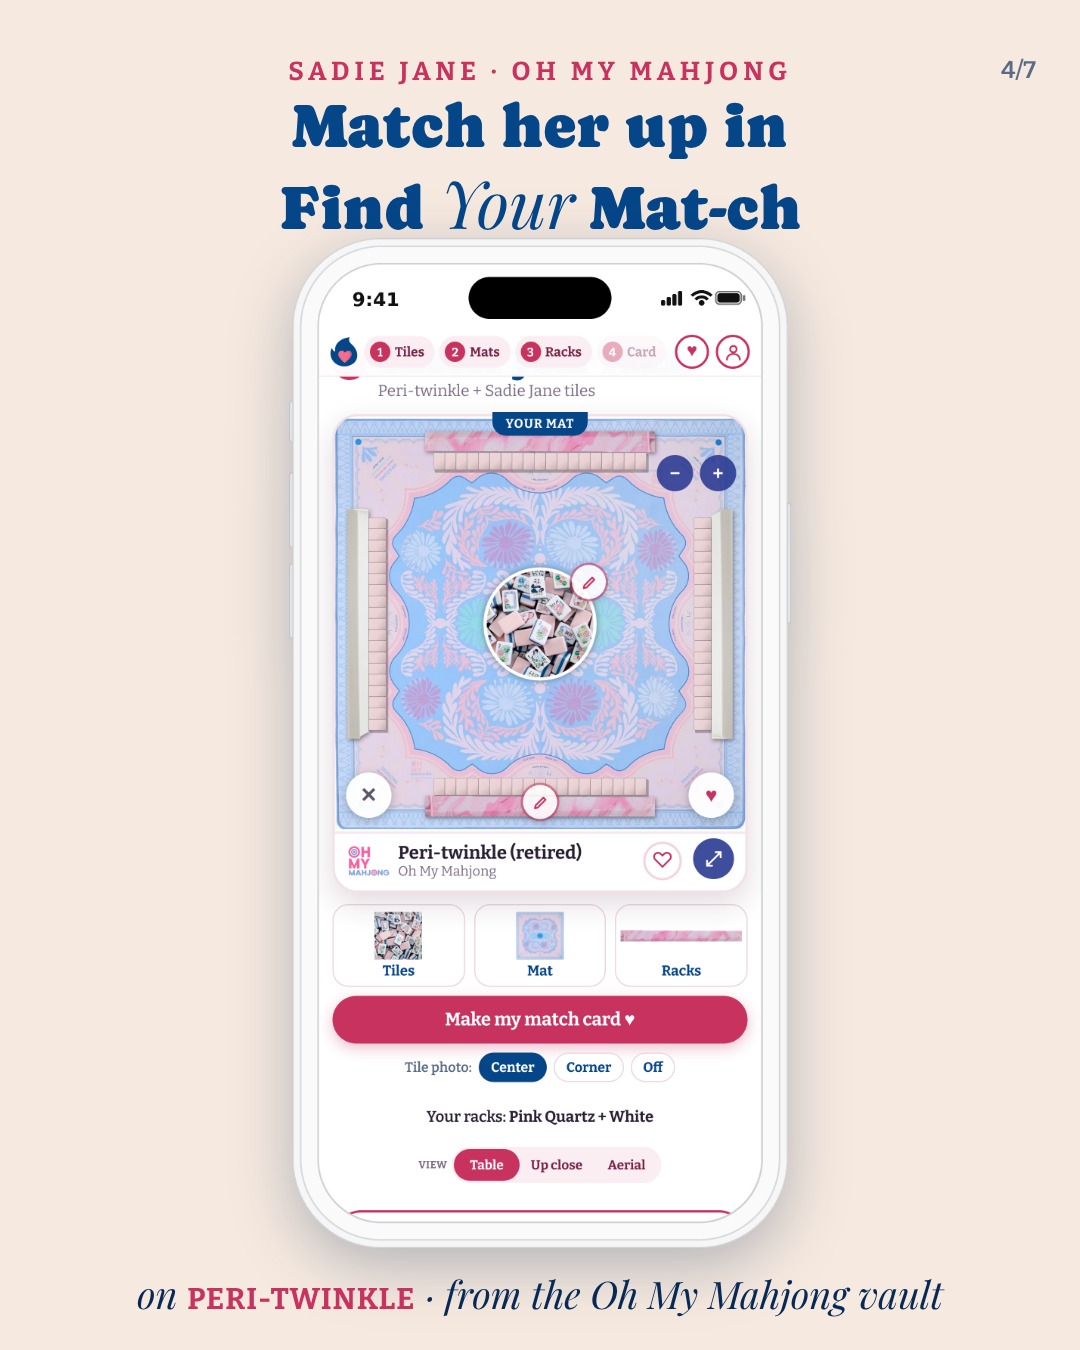 SADIE JANE · OH MY MAHJONG
4/7
Match her up in
Find Your Mat-ch
9:41
1 Tiles
2 Mats
3 Racks
4 Card
Peri-twinkle + Sadie Jane tiles
YOUR MAT
OH
MY
MAHJONG
Peri-twinkle (retired)
Oh My Mahjong
Tiles
Mat
Racks
Make my match card ♥
Tile photo: Center Corner Off
Your racks: Pink Quartz + White
VIEW Table Up close Aerial
on PERI-TWINKLE · from the Oh My Mahjong vault